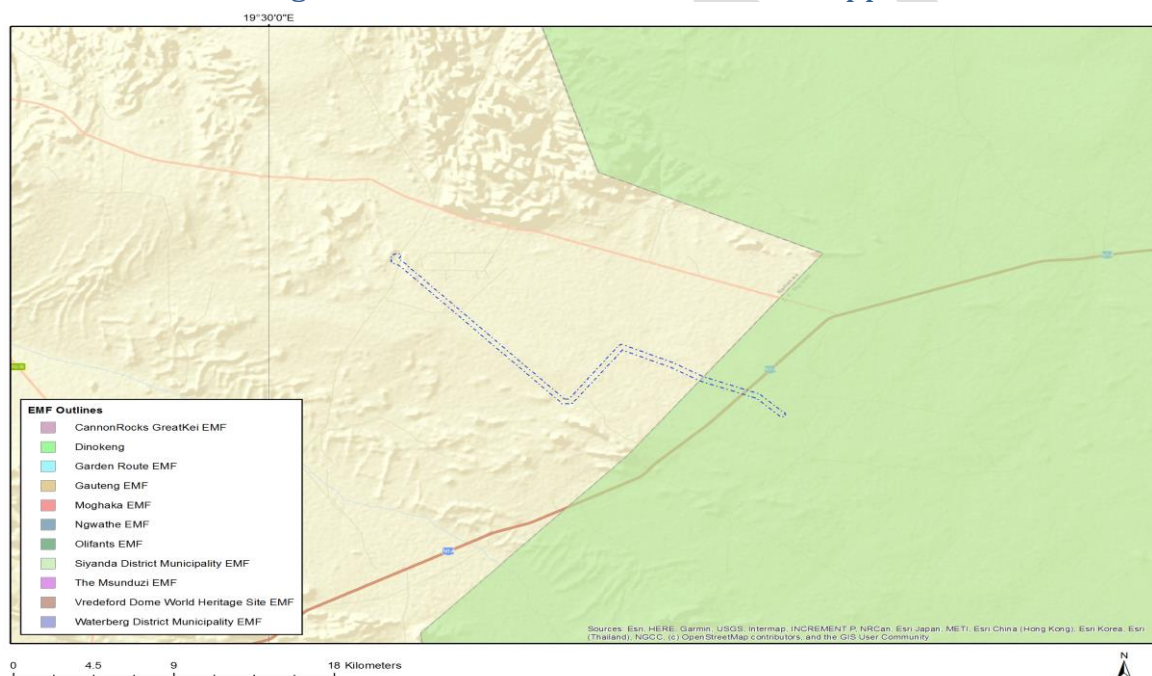 19°30'0"E
EMF Outlines
CannonRocks GreatKei EMF
Dinokeng
Garden Route EMF
Gauteng EMF
Moghaka EMF
Ngwathe EMF
Olifants EMF
Siyanda District Municipality EMF
The Msunduzi EMF
Vredeford Dome World Heritage Site EMF
Waterberg District Municipality EMF
Sources: Esri, HERE, Garmin, USGS, Intermap, INCREMENT P, NRCan, Esri Japan, METI, Esri China (Hong Kong), Esri Korea, Esri
(Thailand), NGCC, (c) OpenStreetMap contributors, and the GIS User Community
0 4.5 9 18 Kilometers
N